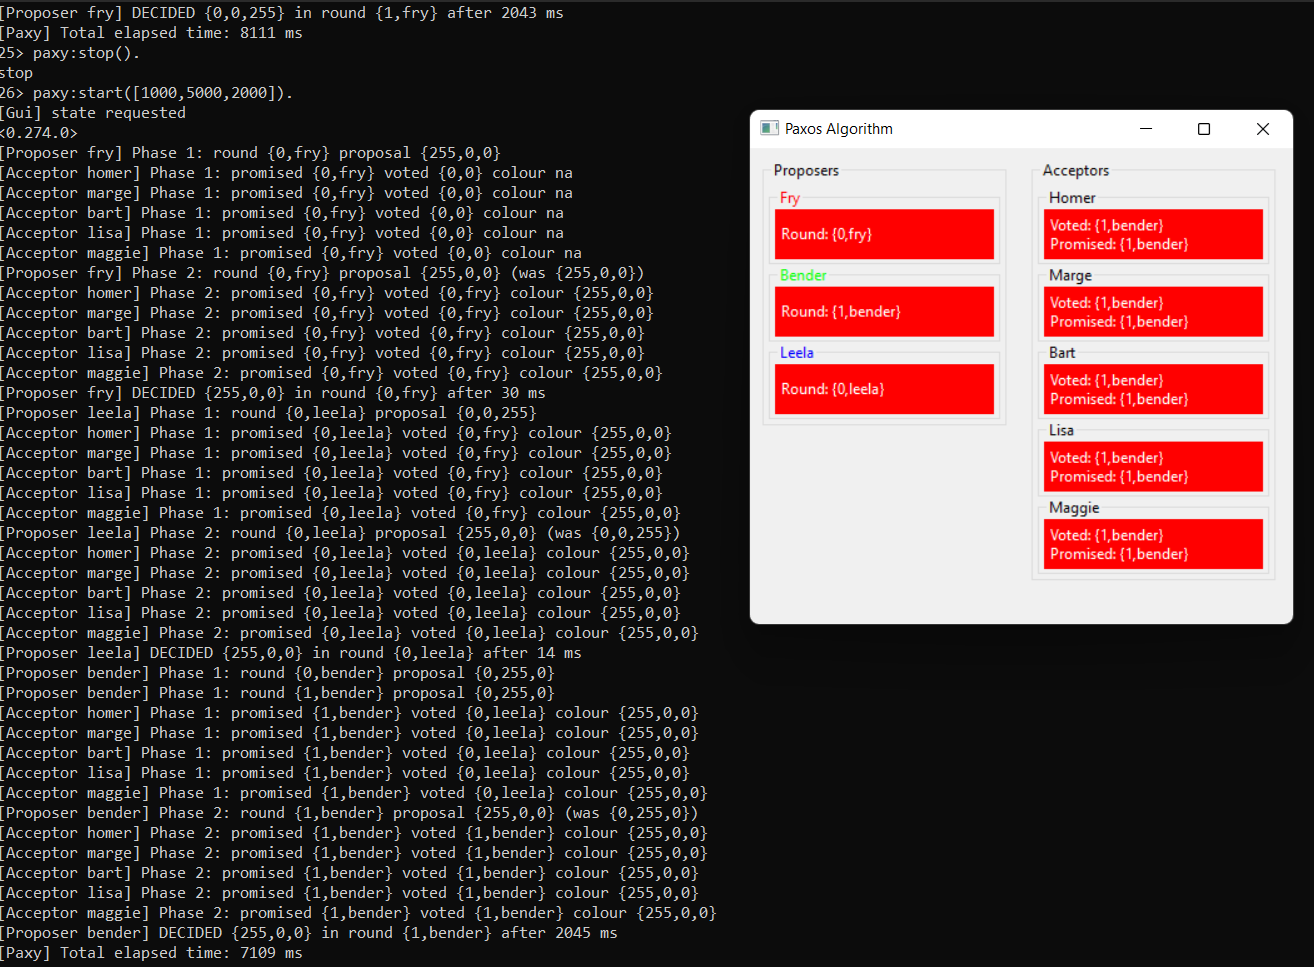 [Proposer fry] DECIDED {0,0,255} in round {1,fry} after 2043 ms
[Paxy] Total elapsed time: 8111 ms
25> paxy:stop().
stop
26> paxy:start([1000,5000,2000]).
[Gui] state requested
<0.274.0>
[Proposer fry] Phase 1: round {0,fry} proposal {255,0,0}
[Acceptor homer] Phase 1: promised {0,fry} voted {0,0} colour na
[Acceptor marge] Phase 1: promised {0,fry} voted {0,0} colour na
[Acceptor bart] Phase 1: promised {0,fry} voted {0,0} colour na
[Acceptor lisa] Phase 1: promised {0,fry} voted {0,0} colour na
[Acceptor maggie] Phase 1: promised {0,fry} voted {0,0} colour na
[Proposer fry] Phase 2: round {0,fry} proposal {255,0,0} (was {255,0,0})
[Acceptor homer] Phase 2: promised {0,fry} voted {0,fry} colour {255,0,0}
[Acceptor marge] Phase 2: promised {0,fry} voted {0,fry} colour {255,0,0}
[Acceptor bart] Phase 2: promised {0,fry} voted {0,fry} colour {255,0,0}
[Acceptor lisa] Phase 2: promised {0,fry} voted {0,fry} colour {255,0,0}
[Acceptor maggie] Phase 2: promised {0,fry} voted {0,fry} colour {255,0,0}
[Proposer fry] DECIDED {255,0,0} in round {0,fry} after 30 ms
[Proposer leela] Phase 1: round {0,leela} proposal {0,0,255}
[Acceptor homer] Phase 1: promised {0,leela} voted {0,fry} colour {255,0,0}
[Acceptor marge] Phase 1: promised {0,leela} voted {0,fry} colour {255,0,0}
[Acceptor bart] Phase 1: promised {0,leela} voted {0,fry} colour {255,0,0}
[Acceptor lisa] Phase 1: promised {0,leela} voted {0,fry} colour {255,0,0}
[Acceptor maggie] Phase 1: promised {0,leela} voted {0,fry} colour {255,0,0}
[Proposer leela] Phase 2: round {0,leela} proposal {255,0,0} (was {0,0,255})
[Acceptor homer] Phase 2: promised {0,leela} voted {0,leela} colour {255,0,0}
[Acceptor marge] Phase 2: promised {0,leela} voted {0,leela} colour {255,0,0}
[Acceptor bart] Phase 2: promised {0,leela} voted {0,leela} colour {255,0,0}
[Acceptor lisa] Phase 2: promised {0,leela} voted {0,leela} colour {255,0,0}
[Acceptor maggie] Phase 2: promised {0,leela} voted {0,leela} colour {255,0,0}
[Proposer leela] DECIDED {255,0,0} in round {0,leela} after 14 ms
[Proposer bender] Phase 1: round {0,bender} proposal {0,255,0}
[Proposer bender] Phase 1: round {1,bender} proposal {0,255,0}
[Acceptor homer] Phase 1: promised {1,bender} voted {0,leela} colour {255,0,0}
[Acceptor marge] Phase 1: promised {1,bender} voted {0,leela} colour {255,0,0}
[Acceptor bart] Phase 1: promised {1,bender} voted {0,leela} colour {255,0,0}
[Acceptor lisa] Phase 1: promised {1,bender} voted {0,leela} colour {255,0,0}
[Acceptor maggie] Phase 1: promised {1,bender} voted {0,leela} colour {255,0,0}
[Proposer bender] Phase 2: round {1,bender} proposal {255,0,0} (was {0,255,0})
[Acceptor homer] Phase 2: promised {1,bender} voted {1,bender} colour {255,0,0}
[Acceptor marge] Phase 2: promised {1,bender} voted {1,bender} colour {255,0,0}
[Acceptor bart] Phase 2: promised {1,bender} voted {1,bender} colour {255,0,0}
[Acceptor lisa] Phase 2: promised {1,bender} voted {1,bender} colour {255,0,0}
[Acceptor maggie] Phase 2: promised {1,bender} voted {1,bender} colour {255,0,0}
[Proposer bender] DECIDED {255,0,0} in round {1,bender} after 2045 ms
[Paxy] Total elapsed time: 7109 ms
Paxos Algorithm
Proposers
Fry
Round: {0,fry}
Bender
Round: {1,bender}
Leela
Round: {0,leela}
Acceptors
Homer
Voted: {1,bender}
Promised: {1,bender}
Marge
Voted: {1,bender}
Promised: {1,bender}
Bart
Voted: {1,bender}
Promised: {1,bender}
Lisa
Voted: {1,bender}
Promised: {1,bender}
Maggie
Voted: {1,bender}
Promised: {1,bender}